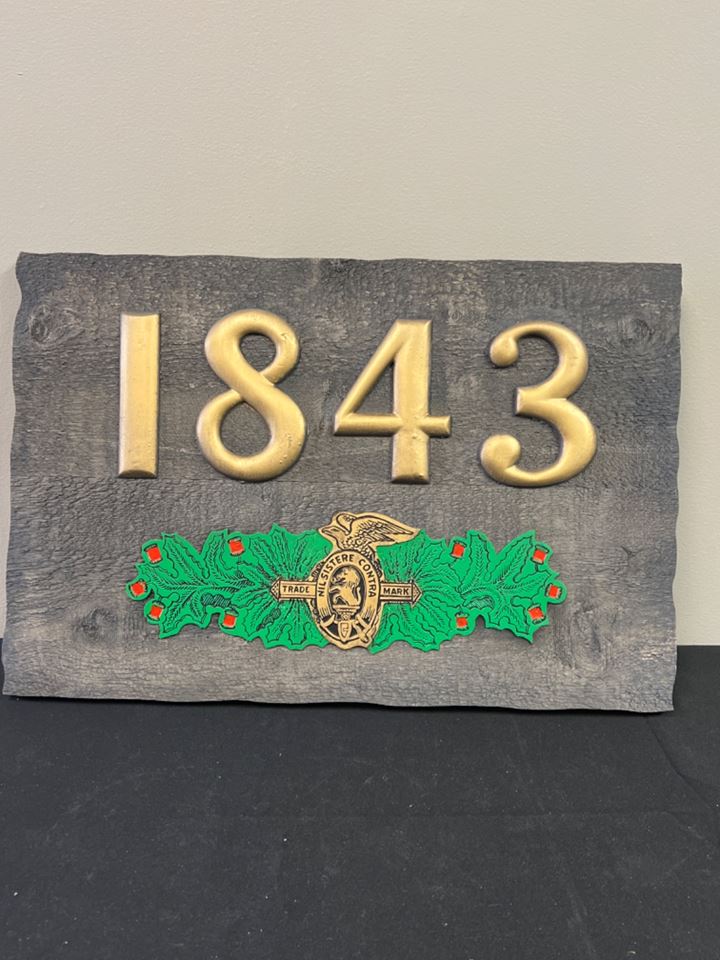 1843
NIL SISTERE CONTRA
TRADE MARK